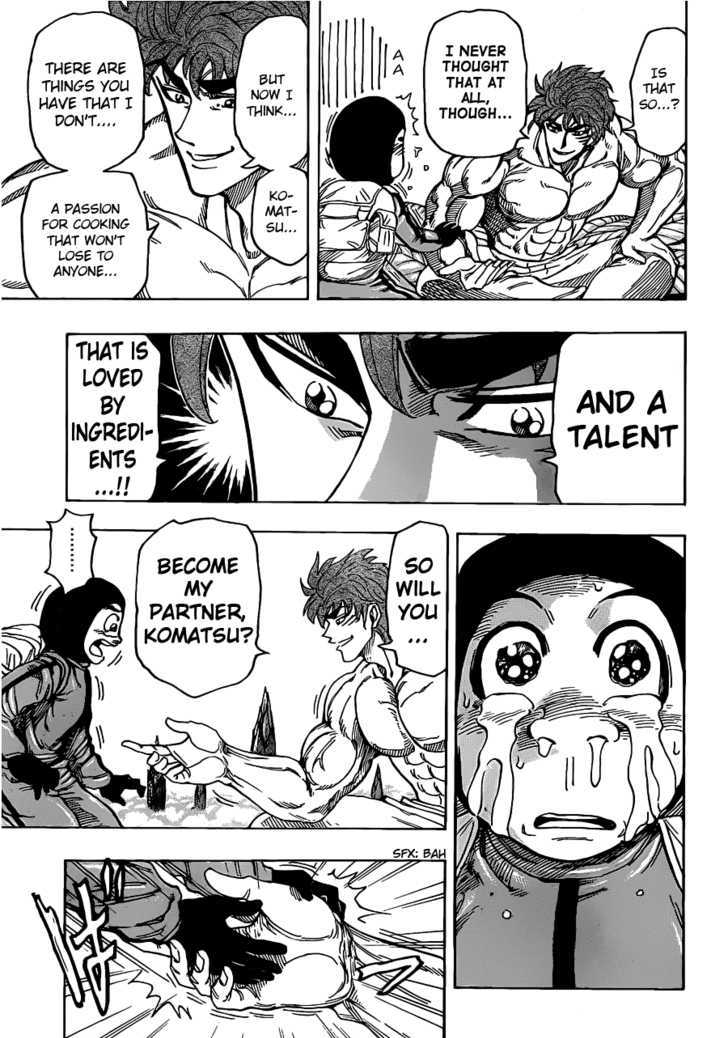 IS
THAT
SO...?
I NEVER
THOUGHT
THAT AT
ALL,
THOUGH...
A
A
BUT
NOW I
THINK...
THERE ARE
THINGS YOU
HAVE THAT I
DON'T....
KO-
MAT-
SU...
A PASSION
FOR COOKING
THAT WON'T
LOSE TO
ANYONE...
AND A
TALENT
THAT IS
LOVED
BY
INGREDI-
ENTS
...!!
SO
WILL
YOU
...
BECOME
MY
PARTNER,
KOMATSU?
........
SFX: BAH
ばっ